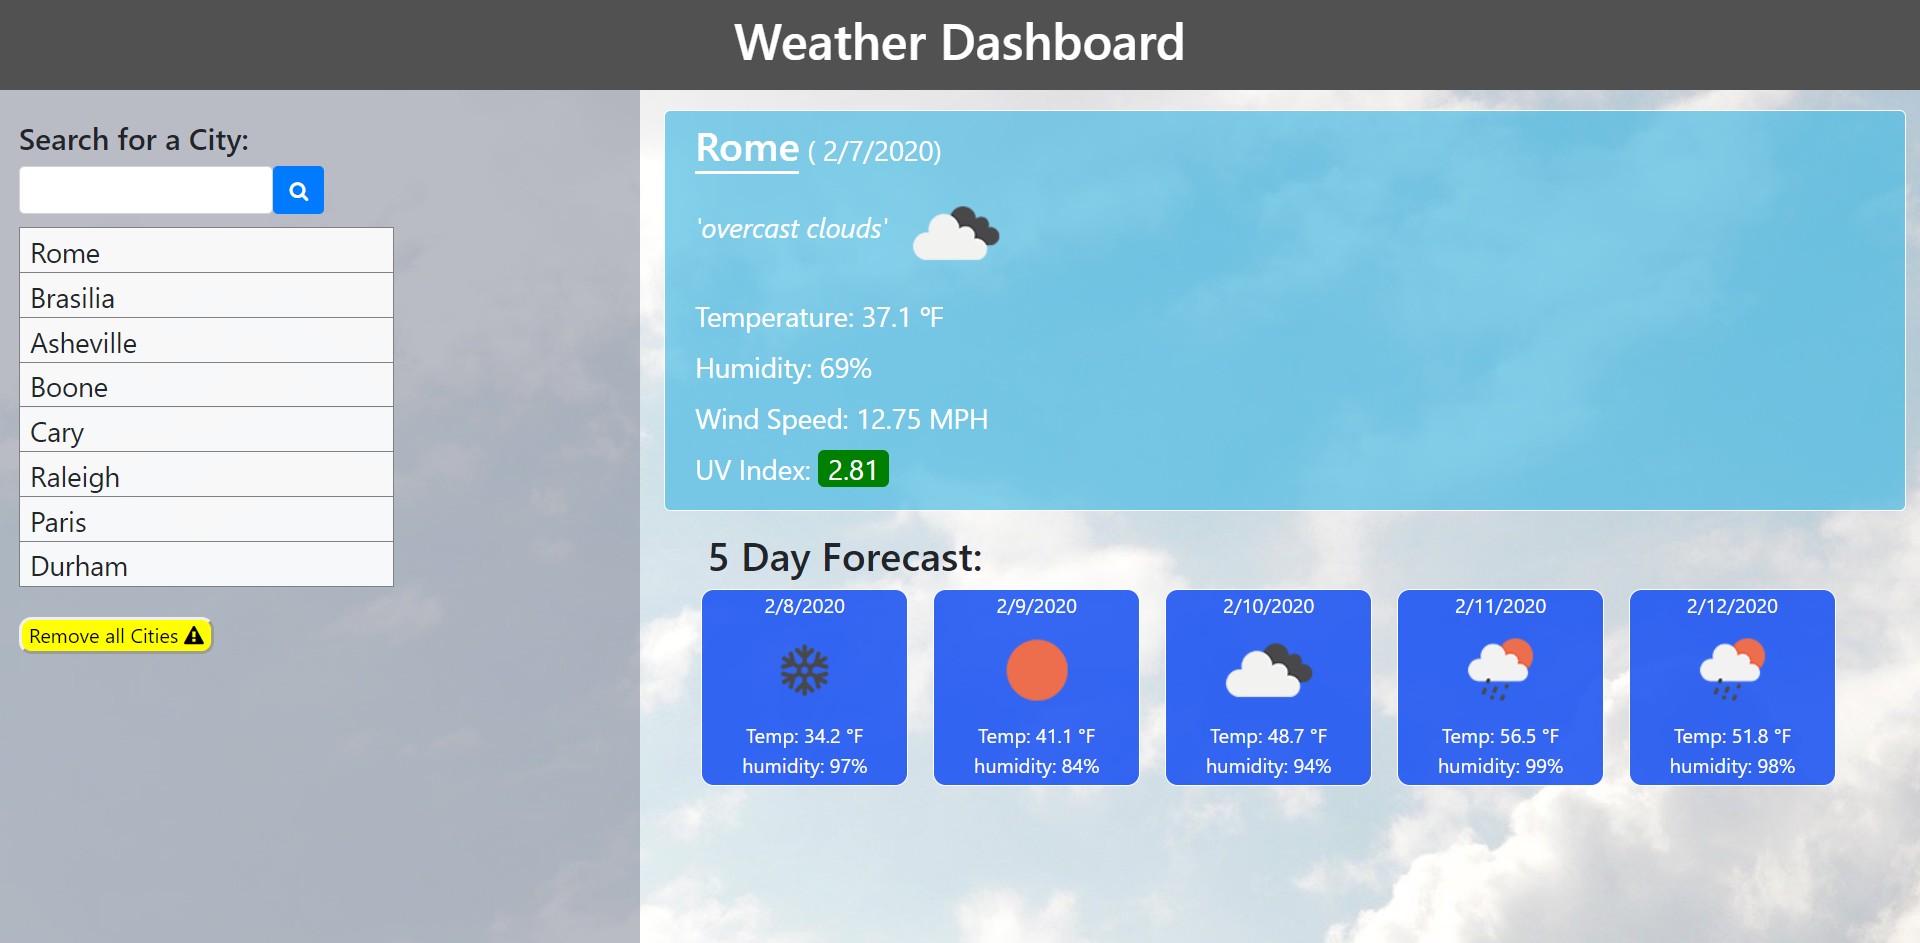 Weather Dashboard
Search for a City:
Rome
Brasilia
Asheville
Boone
Cary
Raleigh
Paris
Durham
Remove all Cities
Rome ( 2/7/2020)
'overcast clouds'
Temperature: 37.1 °F
Humidity: 69%
Wind Speed: 12.75 MPH
UV Index: 2.81
5 Day Forecast:
2/8/2020
Temp: 34.2 °F
humidity: 97%
2/9/2020
Temp: 41.1 °F
humidity: 84%
2/10/2020
Temp: 48.7 °F
humidity: 94%
2/11/2020
Temp: 56.5 °F
humidity: 99%
2/12/2020
Temp: 51.8 °F
humidity: 98%